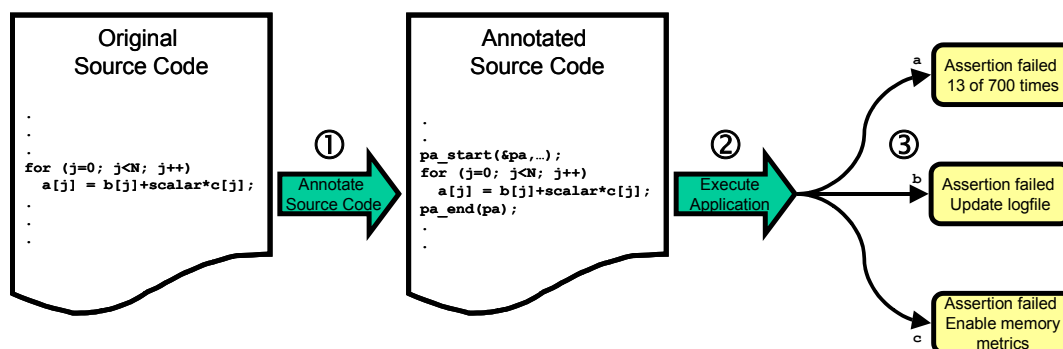 Original
Source Code
.
.
.
for (j=0; j<N; j++)
a[j] = b[j]+scalar*c[j];
.
.
.
①
Annotate
Source Code
Annotated
Source Code
.
.
pa_start(&pa,…);
for (j=0; j<N; j++)
a[j] = b[j]+scalar*c[j];
pa_end(pa);
.
.
②
Execute
Application
③
a
Assertion failed
13 of 700 times
b
Assertion failed
Update logfile
c
Assertion failed
Enable memory
metrics